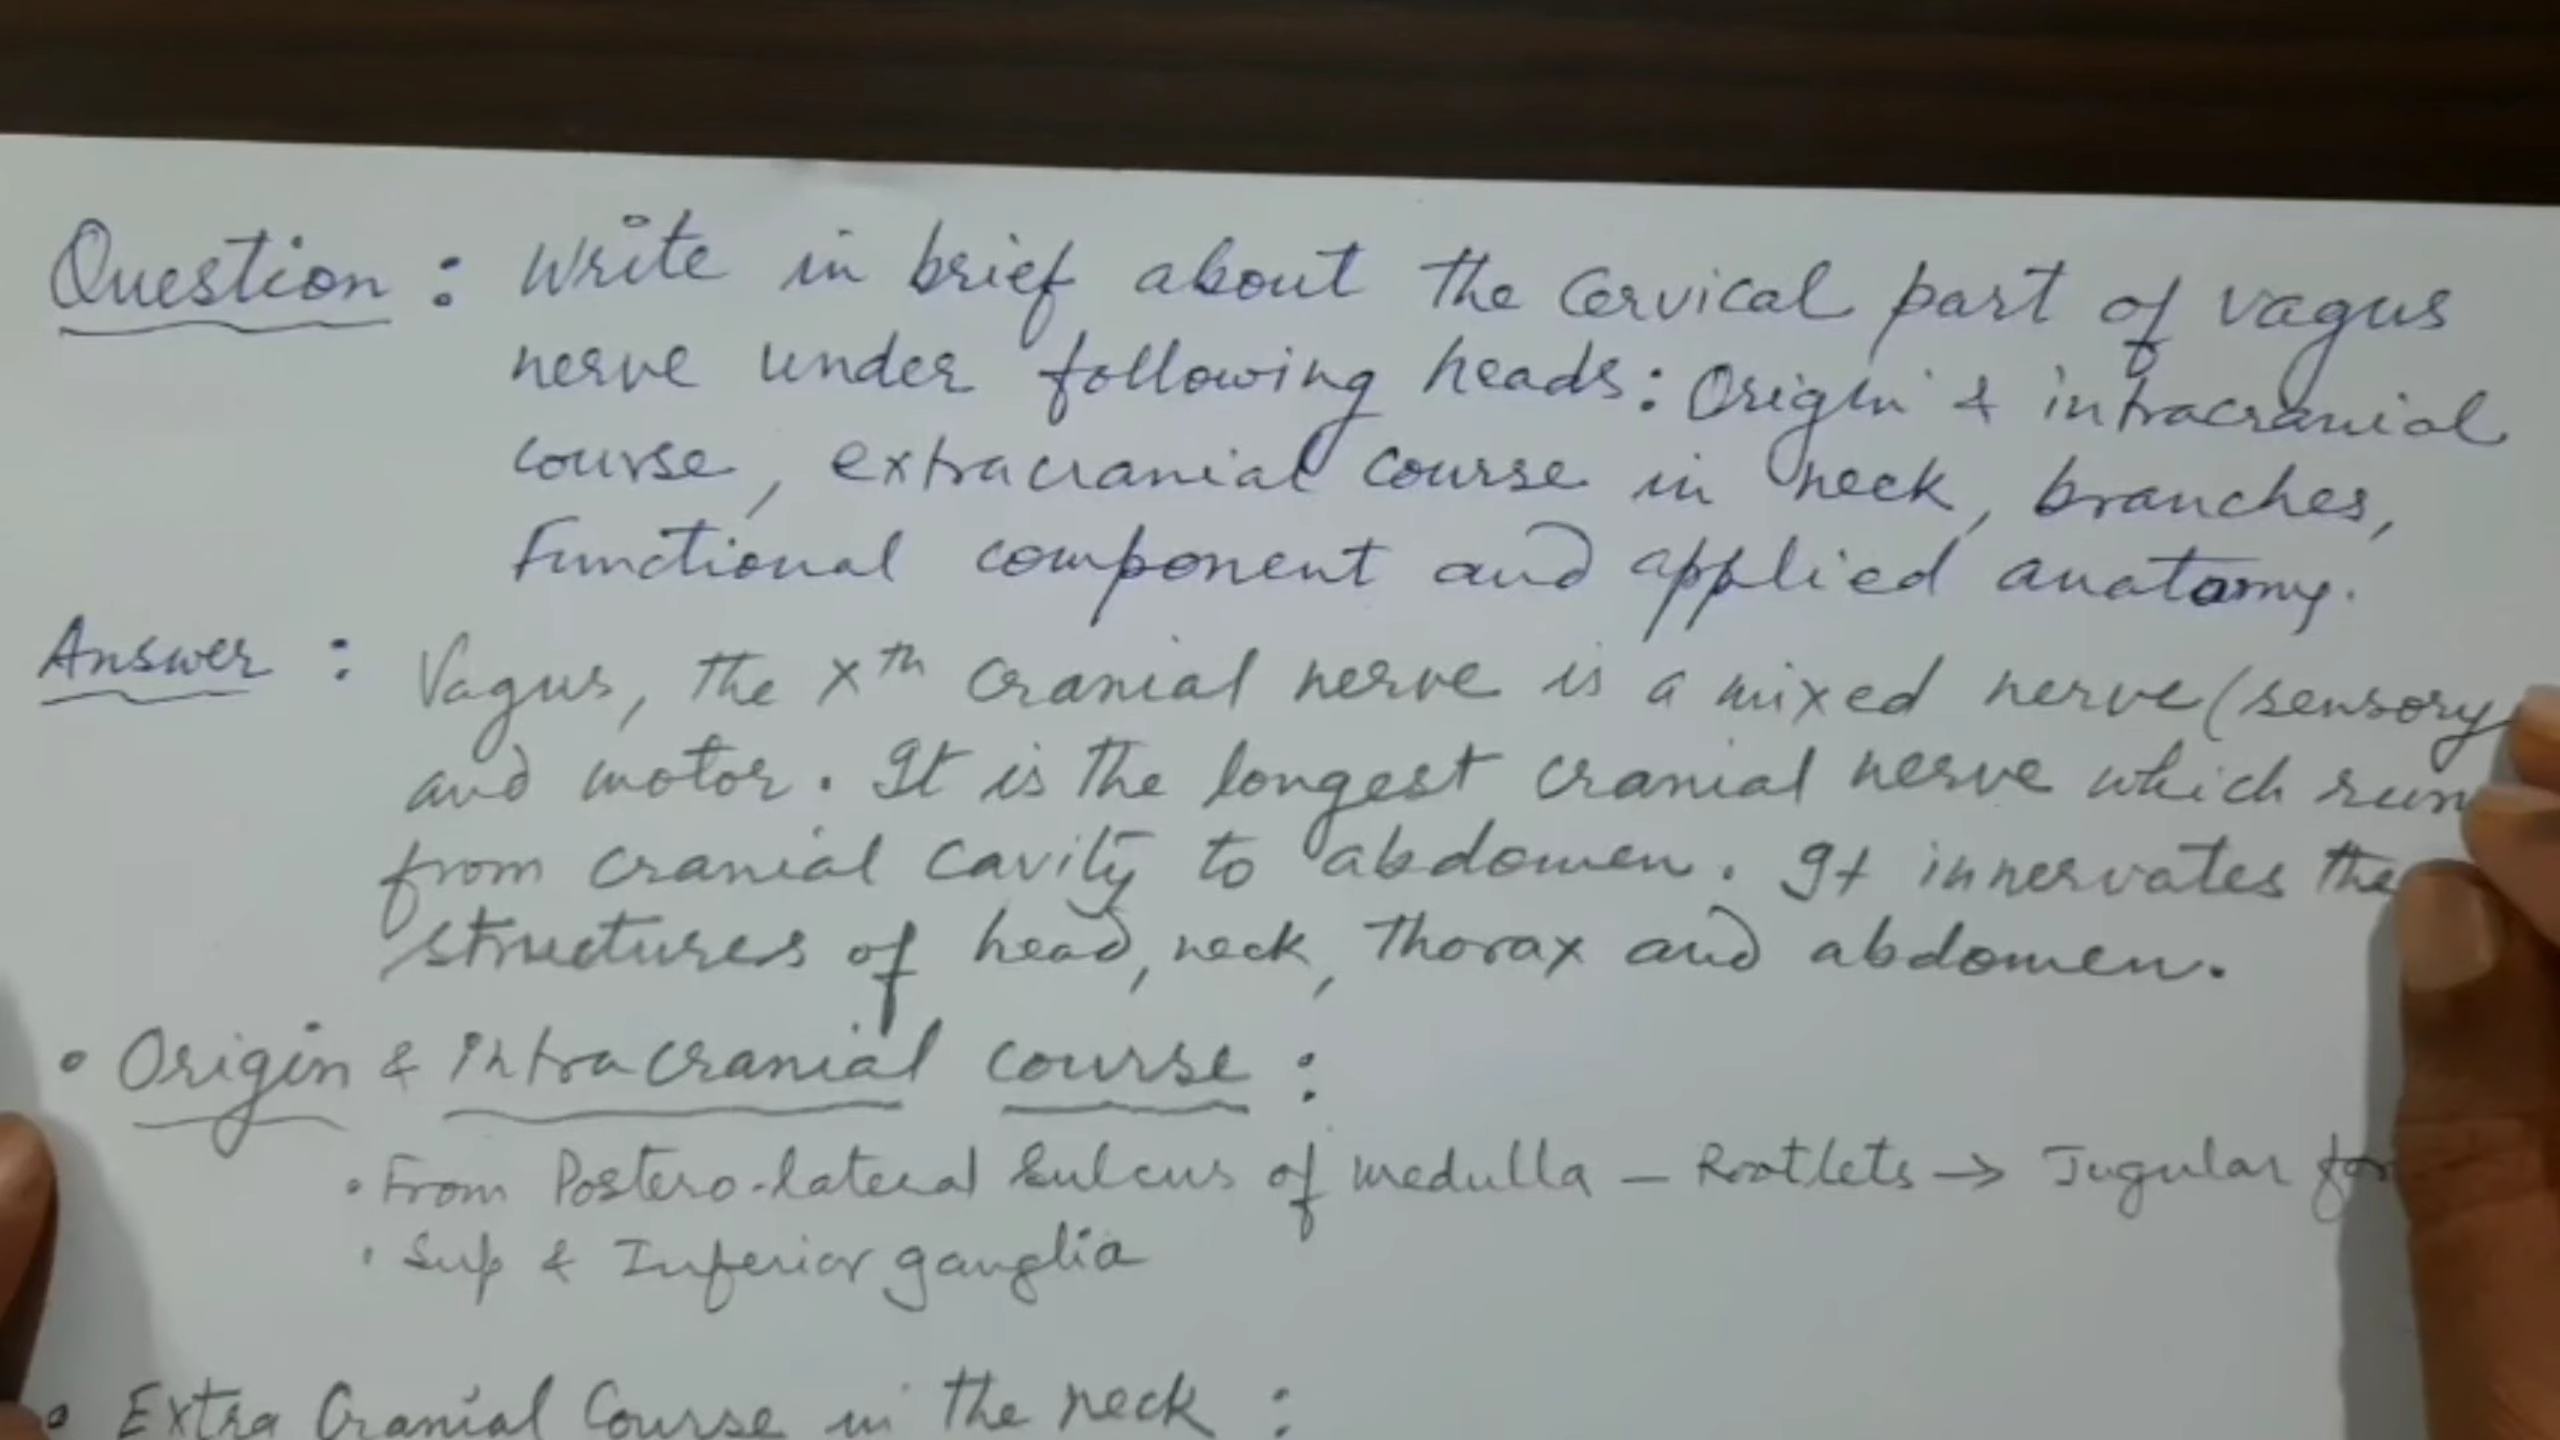 Question : Write in brief about the Cervical part of vagus
nerve under following heads: Origin & intracranial
course, extracranial course in neck, branches,
Functional component and applied anatomy.
Answer : Vagus, the Xth cranial nerve is a mixed nerve (sensory
and motor. It is the longest cranial nerve which run
from cranial cavity to abdomen. It innervates the
structures of head, neck, thorax and abdomen.
• Origin & intracranial course :
• From Postero-lateral Sulcus of medulla – Rootlets → Jugular for
• Sup & Inferior ganglia
• Extra Cranial Course in the neck :